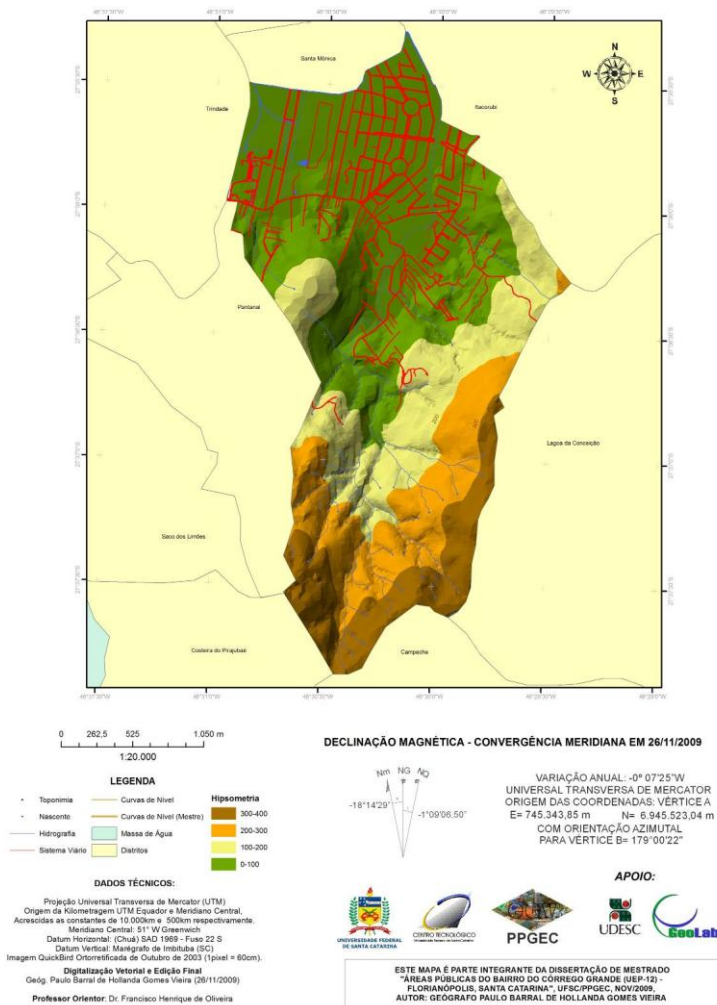 Santa Mônica
N
W E
S
Trindade
Itacorubi
Pantanal
200
Lagoa da Conceição
Saco dos Limões
Costeira do Pirajubaé
Campeche
0 262,5 525 1.050 m
1:20.000
LEGENDA
Toponimia
Nascente
Hidrografia
Sistema Viário
Curvas de Nível
Curvas de Nível (Mestre)
Massa de Água
Distritos
Hipsometria
300-400
200-300
100-200
0-100
DADOS TÉCNICOS:
Projeção Universal Transversa de Mercator (UTM)
Origem da Kilometragem UTM Equador e Meridiano Central,
Acrescidas as constantes de 10.000km e 500km respectivamente.
Meridiano Central: 51° W Greenwich
Datum Horizontal: (Chuá) SAD 1969 - Fuso 22 S
Datum Vertical: Marégrafo de Imbituba (SC)
Imagem QuickBird Ortorretificada de Outubro de 2003 (1pixel = 60cm).
Digitalização Vetorial e Edição Final
Geóg. Paulo Barral de Hollanda Gomes Vieira (26/11/2009)
Professor Orientor: Dr. Francisco Henrique de Oliveira
DECLINAÇÃO MAGNÉTICA - CONVERGÊNCIA MERIDIANA EM 26/11/2009
Nm NG NQ
-18°14'29"
-1°09'06,50"
VARIAÇÃO ANUAL: -0° 07'25"W
UNIVERSAL TRANSVERSA DE MERCATOR
ORIGEM DAS COORDENADAS: VÉRTICE A
E= 745.343,85 m N= 6.945.523,04 m
COM ORIENTAÇÃO AZIMUTAL
PARA VÉRTICE B= 179°00'22"
APOIO:
UNIVERSIDADE FEDERAL
DE SANTA CATARINA
CENTRO TECNOLÓGICO
PPGEC
UDESC
GeoLab
ESTE MAPA É PARTE INTEGRANTE DA DISSERTAÇÃO DE MESTRADO
"ÁREAS PÚBLICAS DO BAIRRO DO CÓRREGO GRANDE (UEP-12) -
FLORIANÓPOLIS, SANTA CATARINA", UFSC/PPGEC, NOV/2009,
AUTOR: GEÓGRAFO PAULO BARRAL DE HOLLANDA GOMES VIEIRA